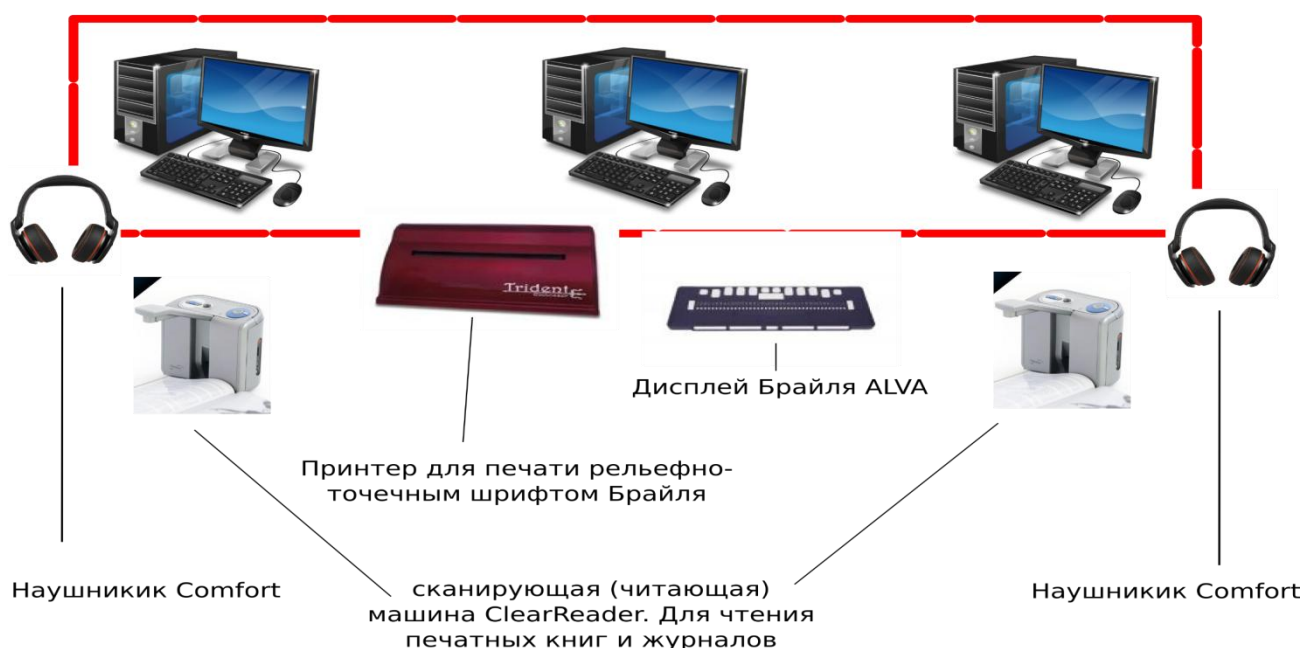 Trident
Дисплей Брайля ALVA
Принтер для печати рельефно-
точечным шрифтом Брайля
Наушникик Comfort
сканирующая (читающая)
машина ClearReader. Для чтения
печатных книг и журналов
Наушникик Comfort